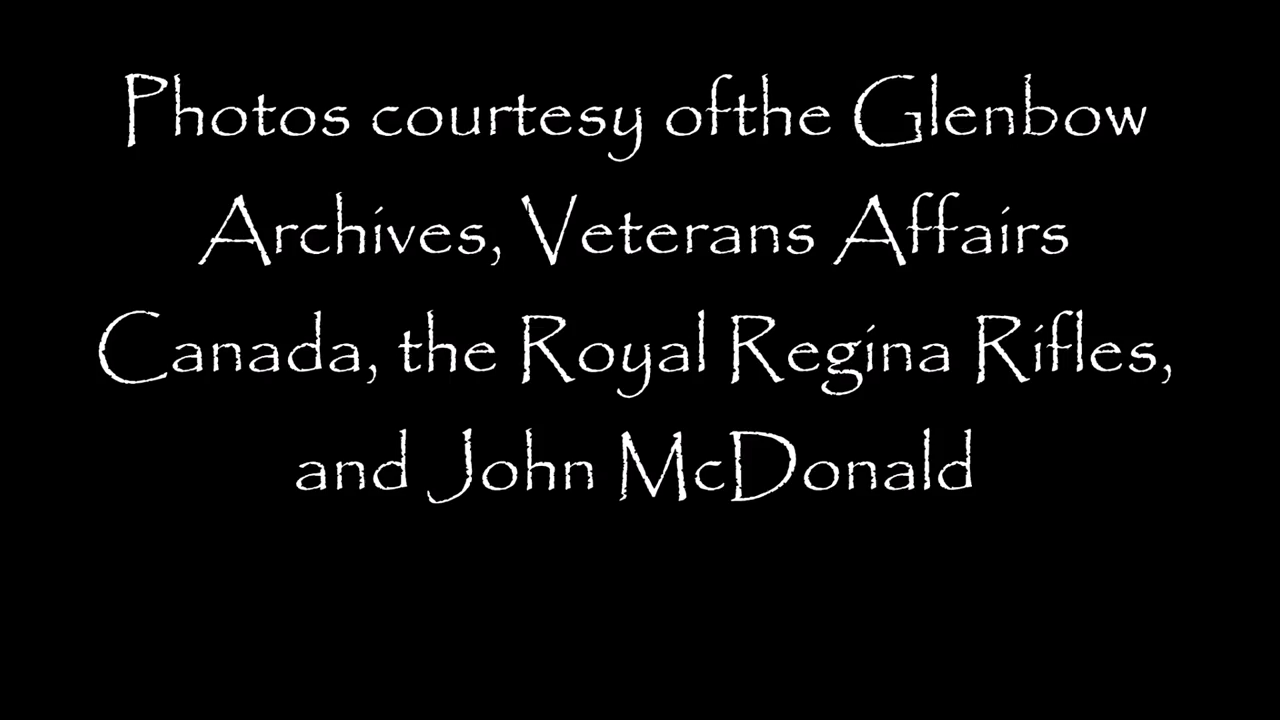 Photos courtesy ofthe Glenbow
Archives, Veterans Affairs
Canada, the Royal Regina Rifles,
and John McDonald